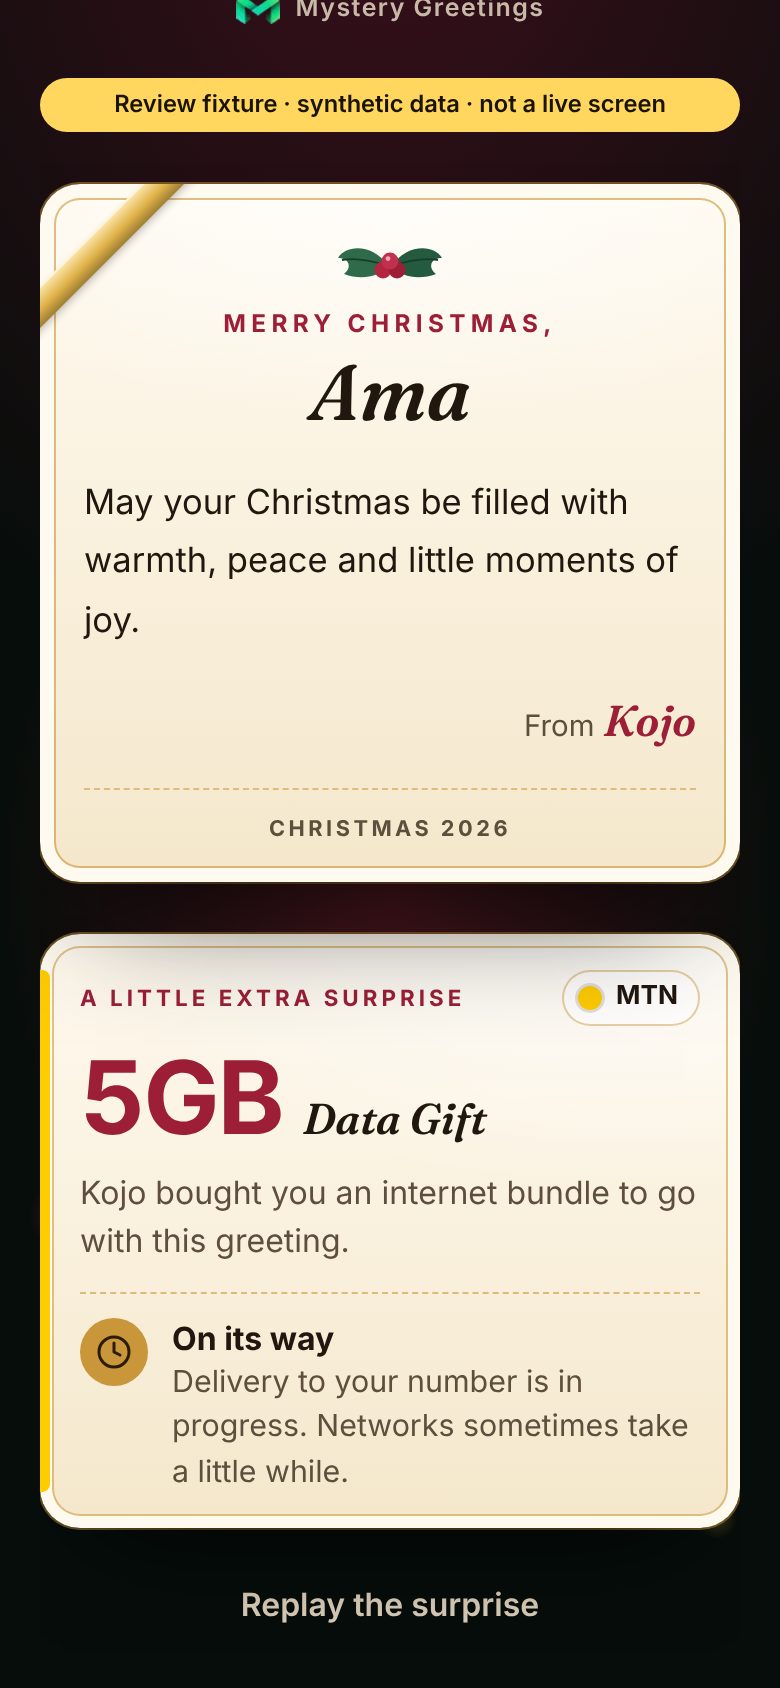 Mystery Greetings
Review fixture · synthetic data · not a live screen
MERRY CHRISTMAS,
Ama
May your Christmas be filled with
warmth, peace and little moments of
joy.
From Kojo
CHRISTMAS 2026
A LITTLE EXTRA SURPRISE
MTN
5GB Data Gift
Kojo bought you an internet bundle to go
with this greeting.
On its way
Delivery to your number is in
progress. Networks sometimes take
a little while.
Replay the surprise